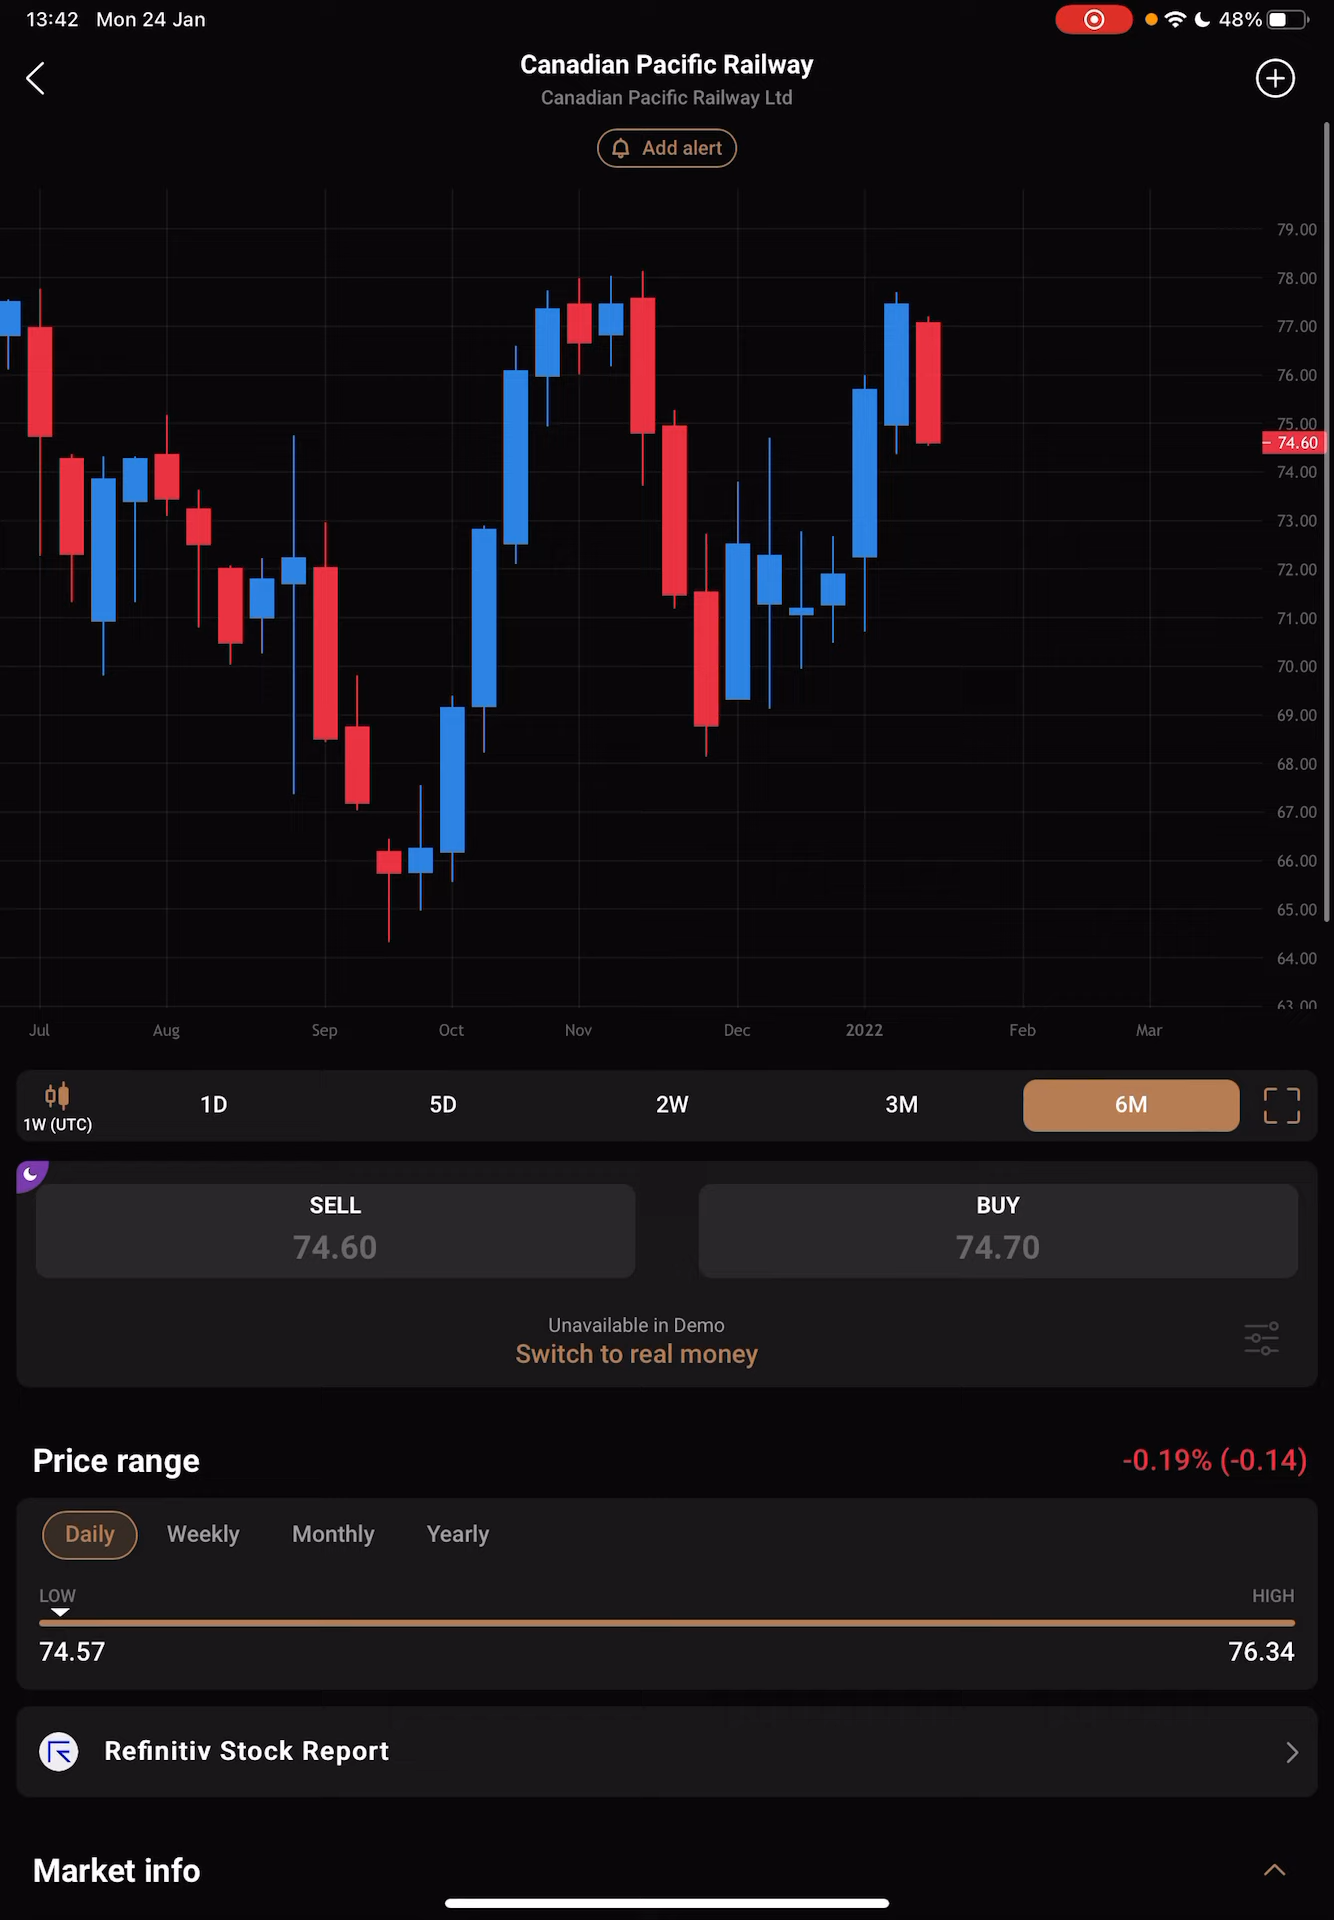 13:42 Mon 24 Jan
48%
Canadian Pacific Railway
Canadian Pacific Railway Ltd
Add alert
79.00
78.00
77.00
76.00
75.00
74.60
74.00
73.00
72.00
71.00
70.00
69.00
68.00
67.00
66.00
65.00
64.00
63.00
Jul Aug Sep Oct Nov Dec 2022 Feb Mar
1W (UTC) 1D 5D 2W 3M 6M
SELL BUY
74.60 74.70
Unavailable in Demo
Switch to real money
Price range -0.19% (-0.14)
Daily Weekly Monthly Yearly
LOW HIGH
74.57 76.34
Refinitiv Stock Report
Market info